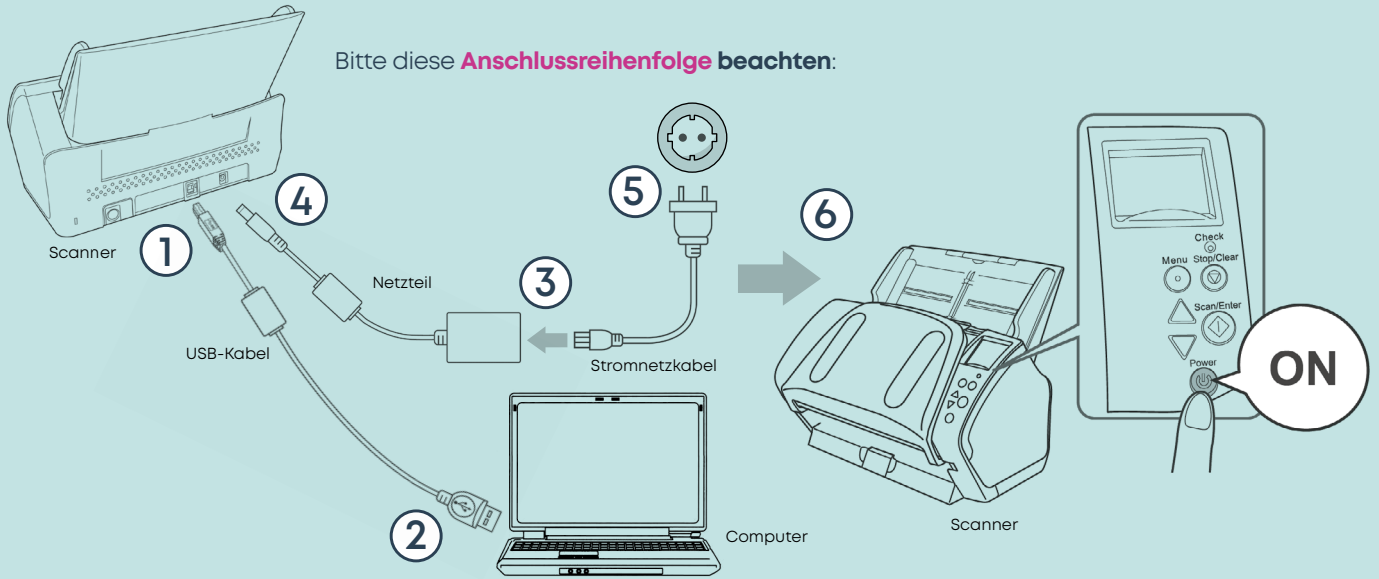 Bitte diese Anschlussreihenfolge beachten:
Scanner
1
4
Netzteil
USB-Kabel
3
5
Stromnetzkabel
2
Computer
6
Scanner
Check
Menu Stop/Clear
Scan/Enter
Power
ON